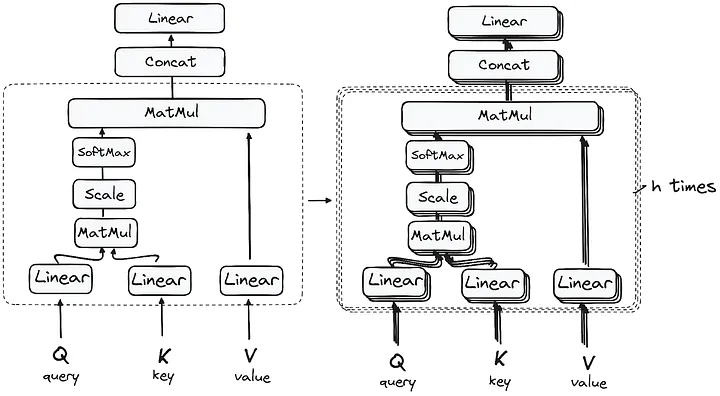 Linear
Concat
MatMul
SoftMax
Scale
MatMul
Linear Linear Linear
Q K V
query key value
Linear
Concat
MatMul
SoftMax
Scale
MatMul
Linear Linear Linear
Q K V
query key value
h times